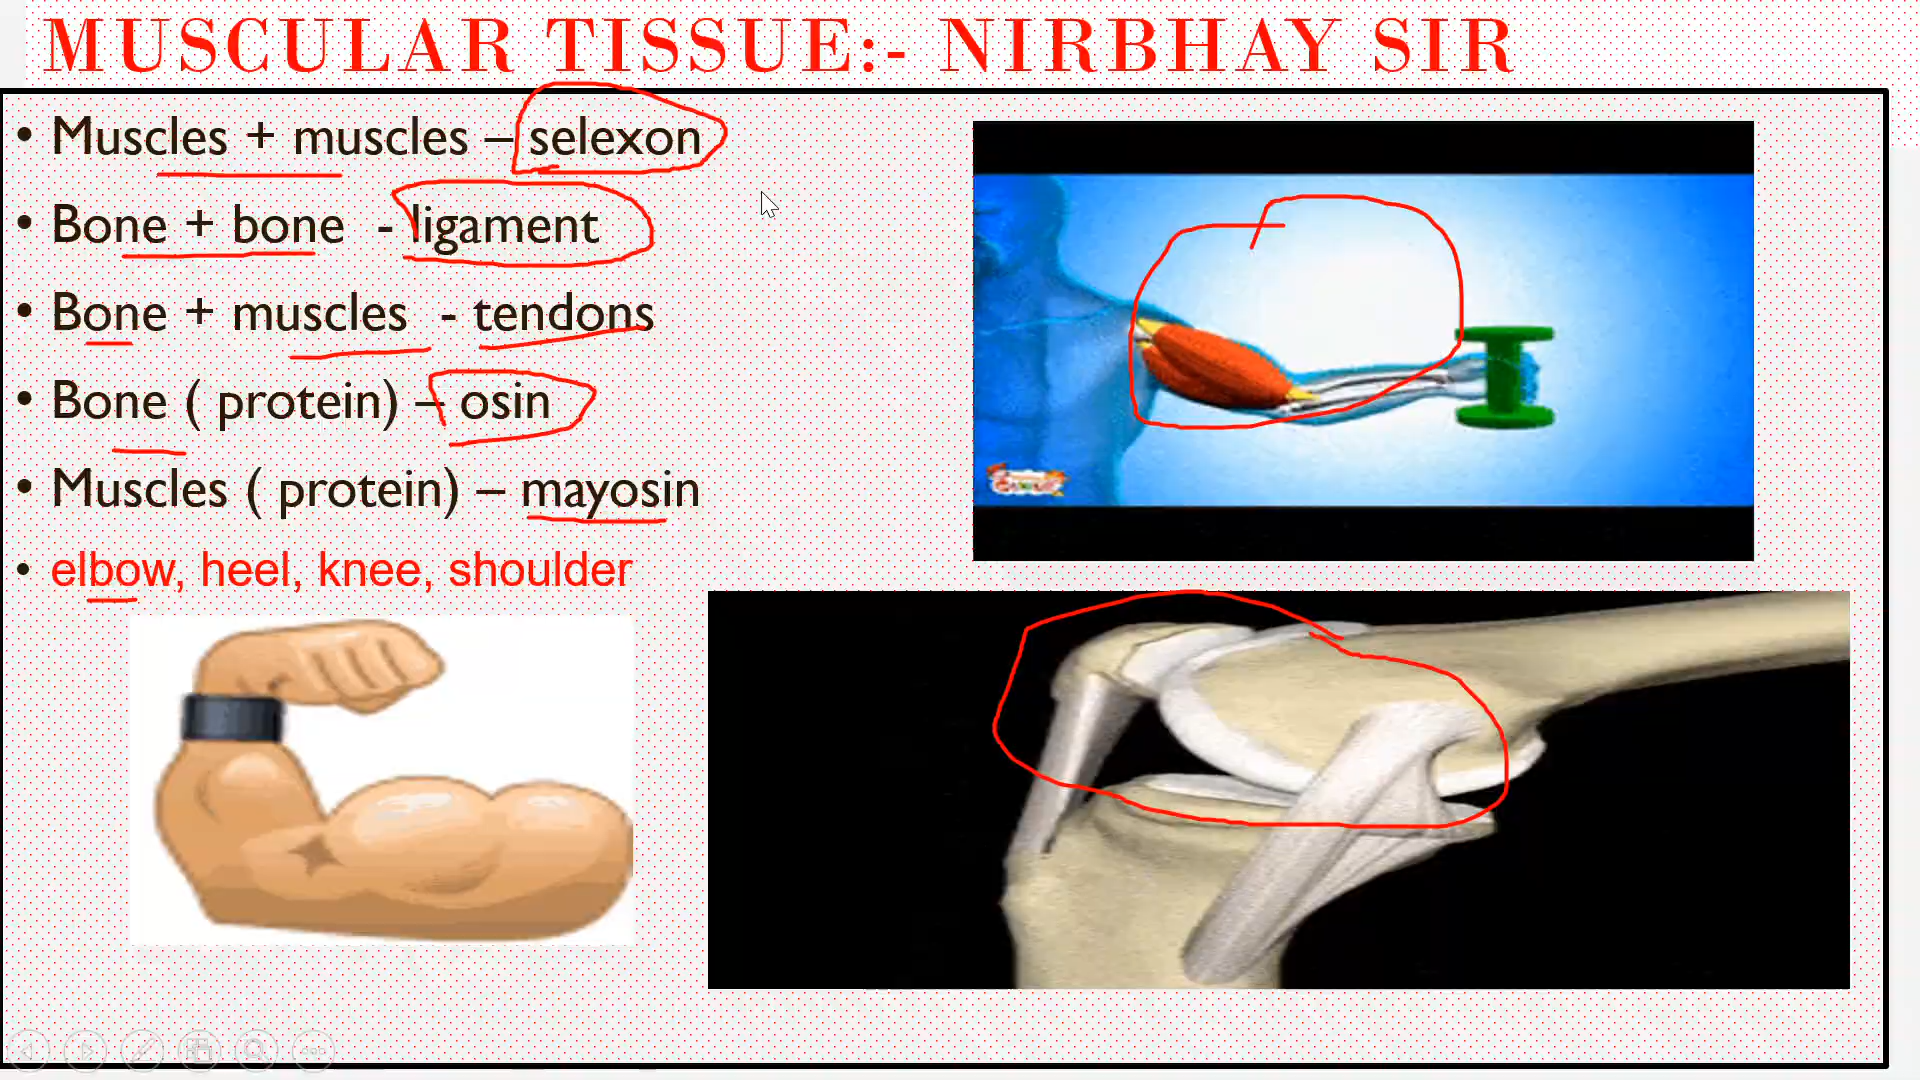 MUSCULAR TISSUE:- NIRBHAY SIR
• Muscles + muscles – selexon
• Bone + bone - ligament
• Bone + muscles - tendons
• Bone ( protein) – osin
• Muscles ( protein) – mayosin
• elbow, heel, knee, shoulder